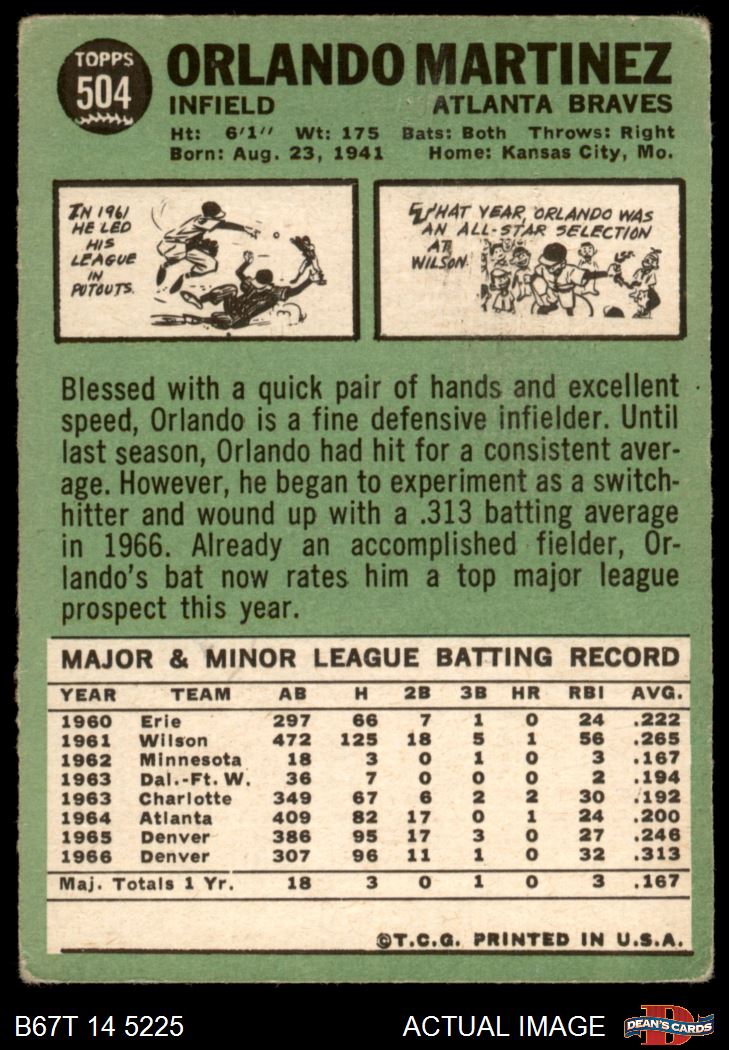 TOPPS
504
ORLANDO MARTINEZ
INFIELD ATLANTA BRAVES
Ht: 6'1" Wt: 175 Bats: Both Throws: Right
Born: Aug. 23, 1941 Home: Kansas City, Mo.
IN 1961
HE LED
HIS
LEAGUE
IN
PUTOUTS.
THAT YEAR, ORLANDO WAS
AN ALL-STAR SELECTION
AT
WILSON.
Blessed with a quick pair of hands and excellent
speed, Orlando is a fine defensive infielder. Until
last season, Orlando had hit for a consistent aver-
age. However, he began to experiment as a switch-
hitter and wound up with a .313 batting average
in 1966. Already an accomplished fielder, Or-
lando's bat now rates him a top major league
prospect this year.
MAJOR & MINOR LEAGUE BATTING RECORD
YEAR TEAM AB H 2B 3B HR RBI AVG.
1960 Erie 297 66 7 1 0 24 .222
1961 Wilson 472 125 18 5 1 56 .265
1962 Minnesota 18 3 0 1 0 3 .167
1963 Dal.-Ft. W. 36 7 0 0 0 2 .194
1963 Charlotte 349 67 6 2 2 30 .192
1964 Atlanta 409 82 17 0 1 24 .200
1965 Denver 386 95 17 3 0 27 .246
1966 Denver 307 96 11 1 0 32 .313
Maj. Totals 1 Yr. 18 3 0 1 0 3 .167
©T.C.G. PRINTED IN U.S.A.
B67T 14 5225 ACTUAL IMAGE
DEAN'S CARDS